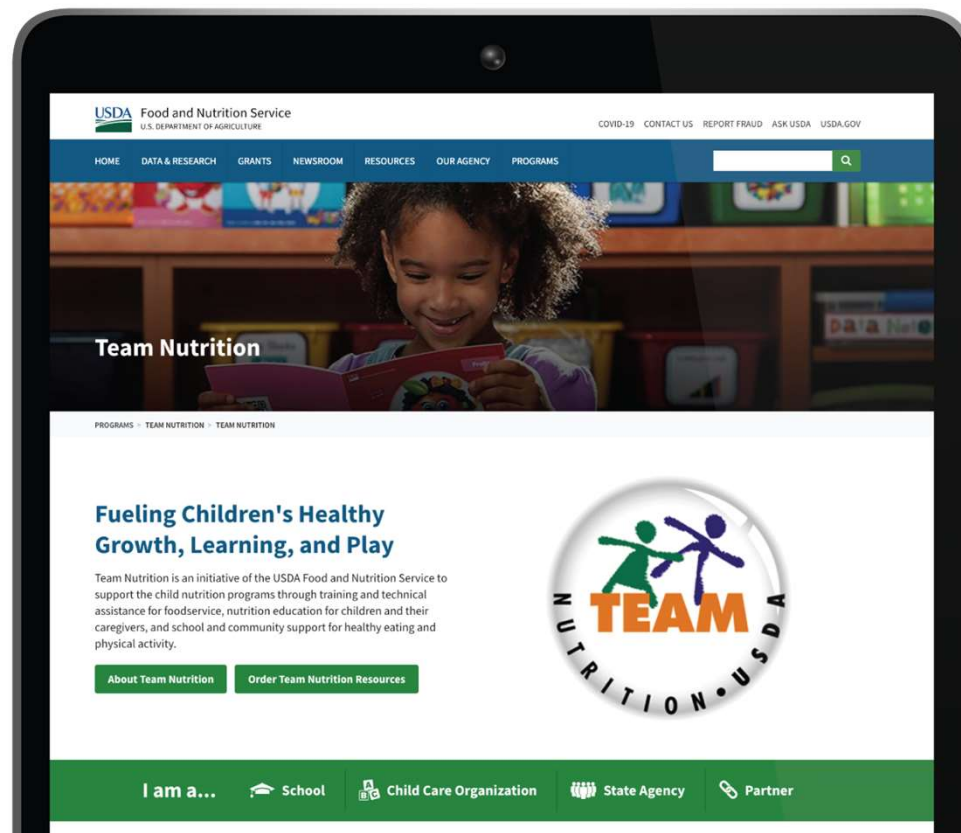 USDA
Food and Nutrition Service
U.S. DEPARTMENT OF AGRICULTURE
COVID-19 CONTACT US REPORT FRAUD ASK USDA USDA.GOV
HOME DATA & RESEARCH GRANTS NEWSROOM RESOURCES OUR AGENCY PROGRAMS
Team Nutrition
PROGRAMS > TEAM NUTRITION > TEAM NUTRITION
Fueling Children's Healthy
Growth, Learning, and Play
Team Nutrition is an initiative of the USDA Food and Nutrition Service to
support the child nutrition programs through training and technical
assistance for foodservice, nutrition education for children and their
caregivers, and school and community support for healthy eating and
physical activity.
About Team Nutrition Order Team Nutrition Resources
TEAM
NUTRITION • USDA
I am a... School Child Care Organization State Agency Partner